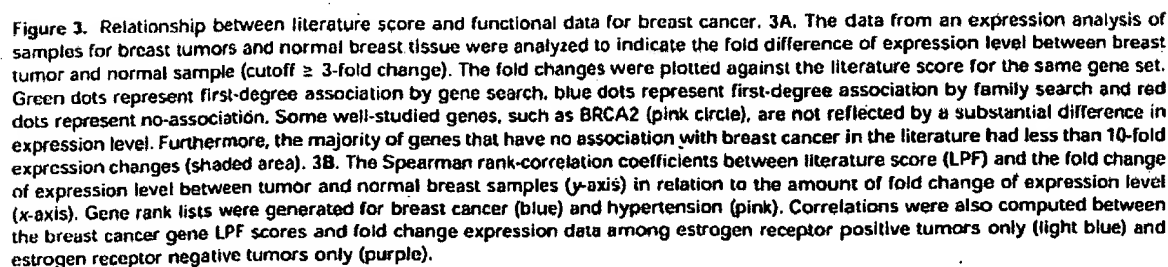 Figure 3. Relationship between literature score and functional data for breast cancer. 3A. The data from an expression analysis of
samples for breast tumors and normal breast tissue were analyzed to indicate the fold difference of expression level between breast
tumor and normal sample (cutoff ≥ 3-fold change). The fold changes were plotted against the literature score for the same gene set.
Green dots represent first-degree association by gene search, blue dots represent first-degree association by family search and red
dots represent no-association. Some well-studied genes, such as BRCA2 (pink circle), are not reflected by a substantial difference in
expression level. Furthermore, the majority of genes that have no association with breast cancer in the literature had less than 10-fold
expression changes (shaded area). 3B. The Spearman rank-correlation coefficients between literature score (LPF) and the fold change
of expression level between tumor and normal breast samples (y-axis) in relation to the amount of fold change of expression level
(x-axis). Gene rank lists were generated for breast cancer (blue) and hypertension (pink). Correlations were also computed between
the breast cancer gene LPF scores and fold change expression data among estrogen receptor positive tumors only (light blue) and
estrogen receptor negative tumors only (purple).